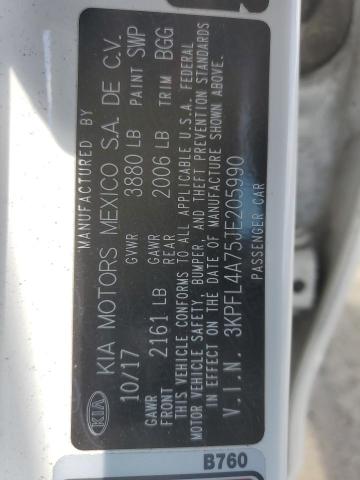 MANUFACTURED BY
KIA KIA MOTORS MEXICO S.A. DE C.V.
10/17 GVWR 3880 LB PAINT SWP
GAWR FRONT 2161 LB GAWR REAR 2006 LB TRIM BGG
THIS VEHICLE CONFORMS TO ALL APPLICABLE U.S.A. FEDERAL
MOTOR VEHICLE SAFETY, BUMPER, AND THEFT PREVENTION STANDARDS
IN EFFECT ON THE DATE OF MANUFACTURE SHOWN ABOVE.
V.I.N. 3KPFL4A75JE205990
PASSENGER CAR
B760